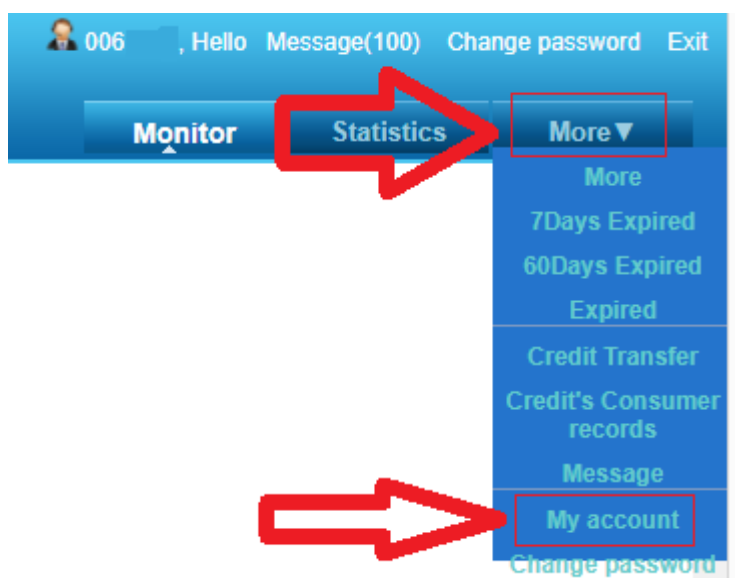 006 , Hello Message(100) Change password Exit
Monitor Statistics More▼
More
7Days Expired
60Days Expired
Expired
Credit Transfer
Credit's Consumer
records
Message
My account
Change password